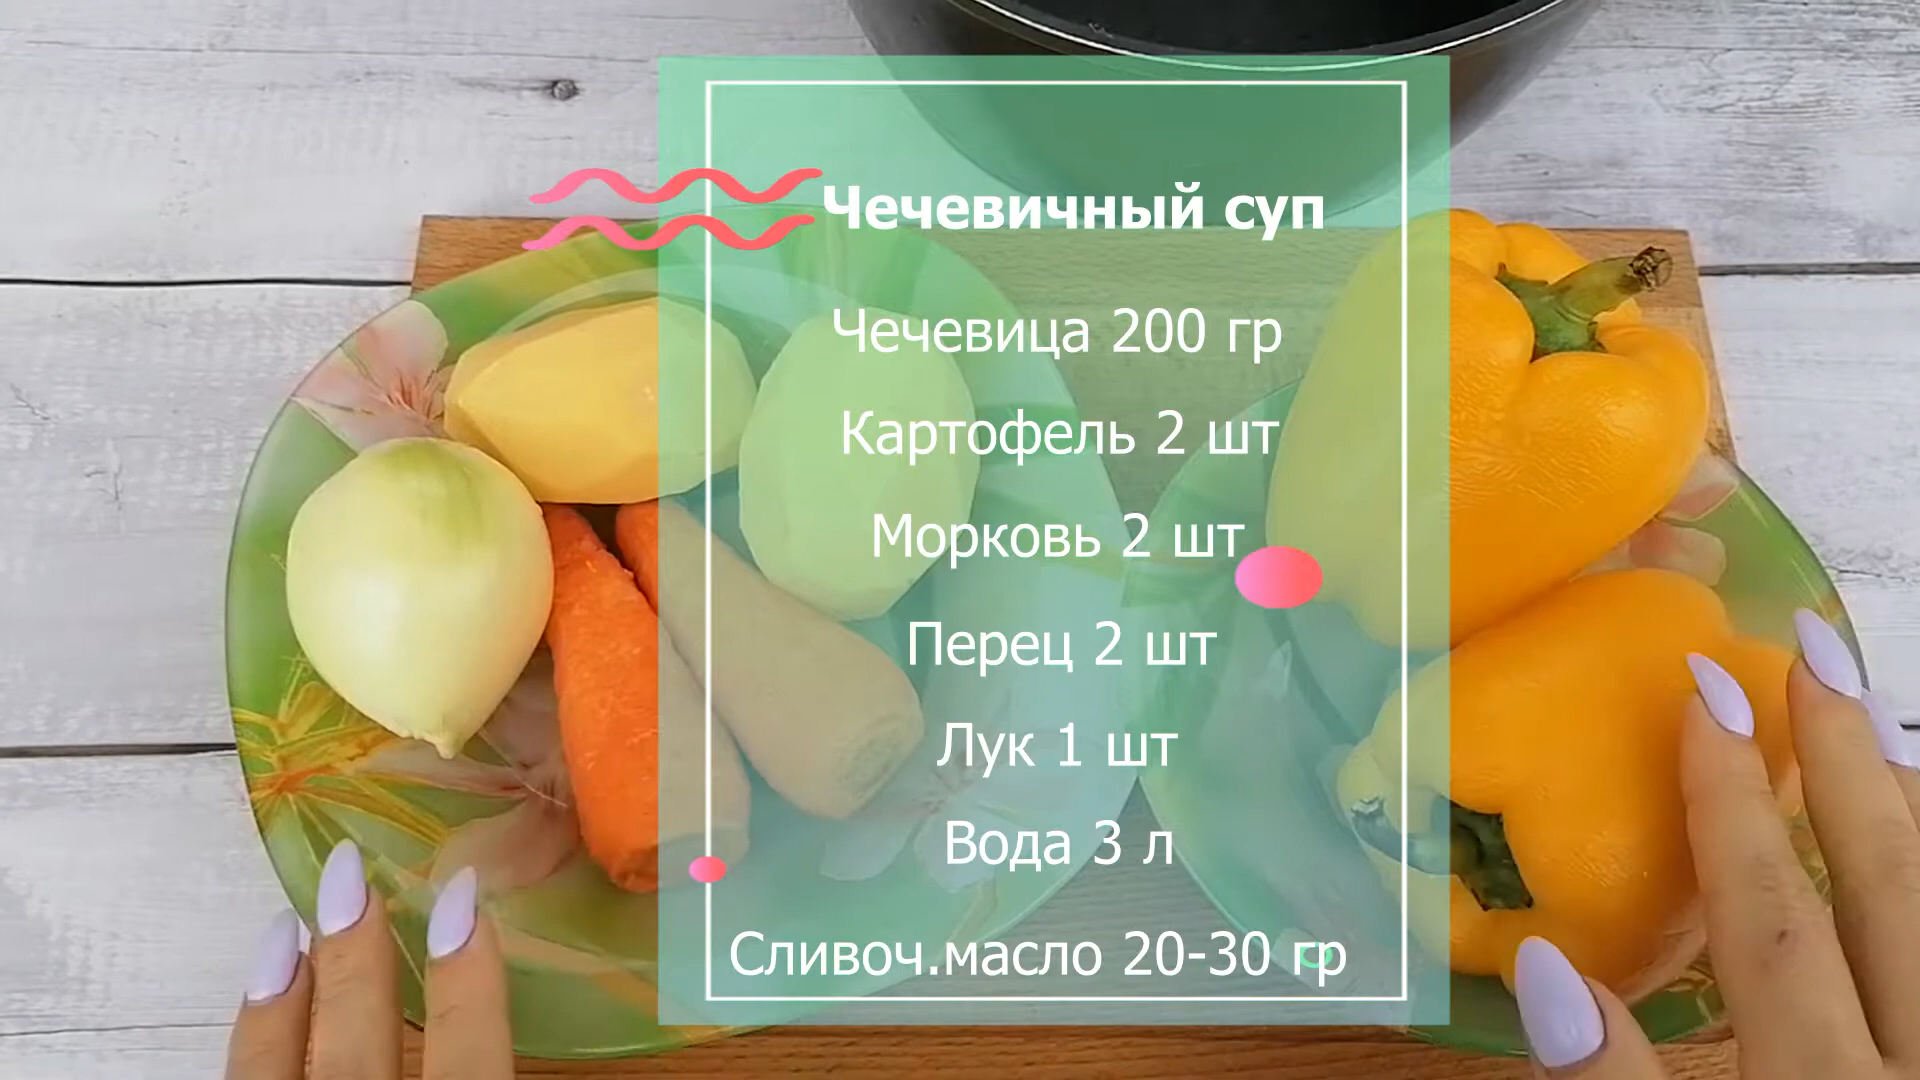 Чечевичный суп
Чечевица 200 гр
Картофель 2 шт
Морковь 2 шт
Перец 2 шт
Лук 1 шт
Вода 3 л
Сливоч.масло 20-30 гр